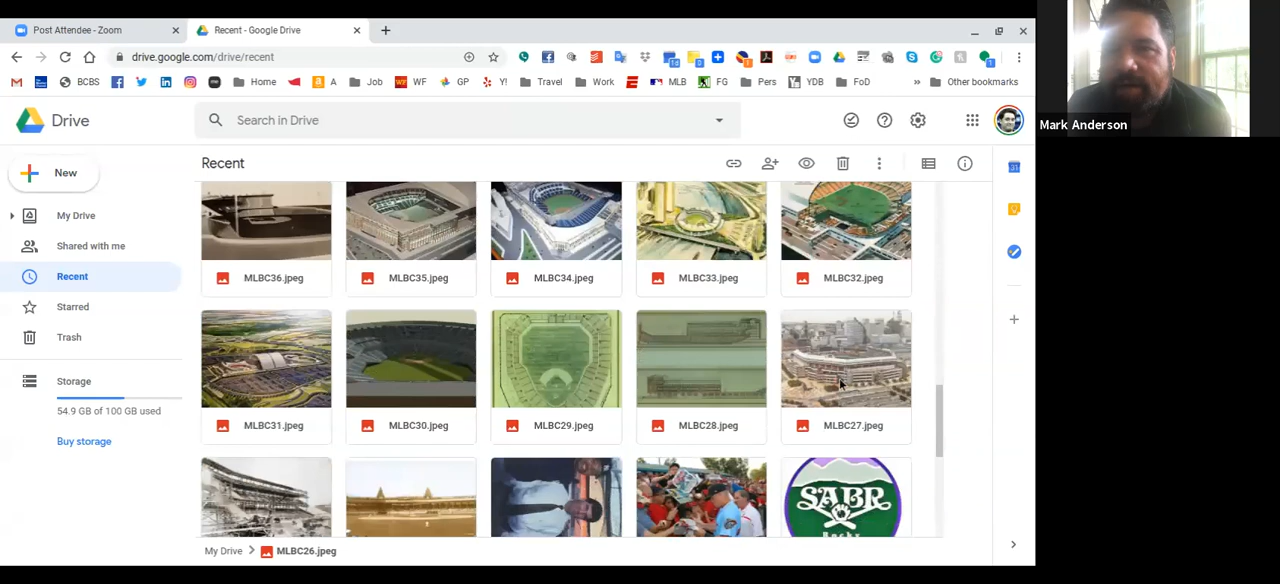 Post Attendee - Zoom
Recent - Google Drive
drive.google.com/drive/recent
BCBS
Home
A
Job
WF
GP
Y!
Travel
Work
MLB
FG
Pers
YDB
FoD
»
Other bookmarks
Drive
Search in Drive
New
Recent
My Drive
Shared with me
Recent
Starred
Trash
Storage
54.9 GB of 100 GB used
Buy storage
MLBC36.jpeg
MLBC35.jpeg
MLBC34.jpeg
MLBC33.jpeg
MLBC32.jpeg
MLBC31.jpeg
MLBC30.jpeg
MLBC29.jpeg
MLBC28.jpeg
MLBC27.jpeg
SABR
My Drive > MLBC26.jpeg
Mark Anderson